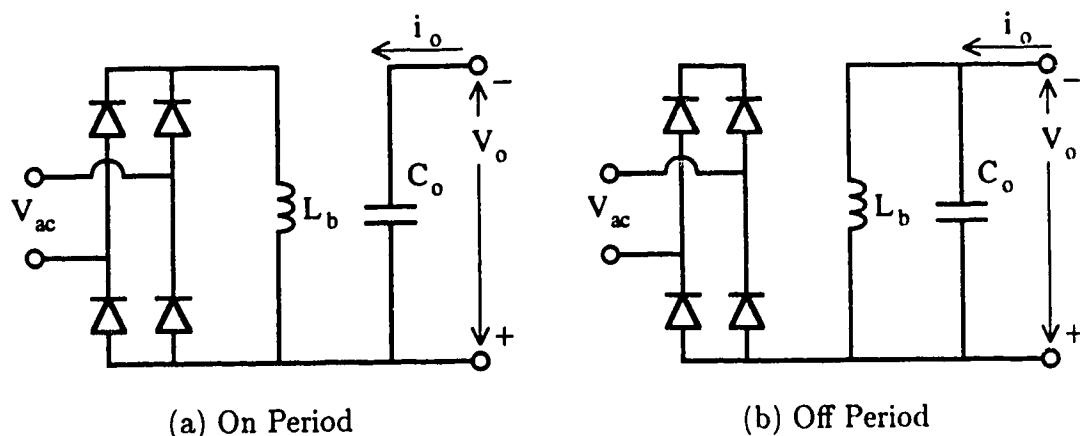 i_o
−
V_o
C_o
L_b
V_ac
+
(a) On Period
i_o
−
V_o
C_o
L_b
V_ac
+
(b) Off Period